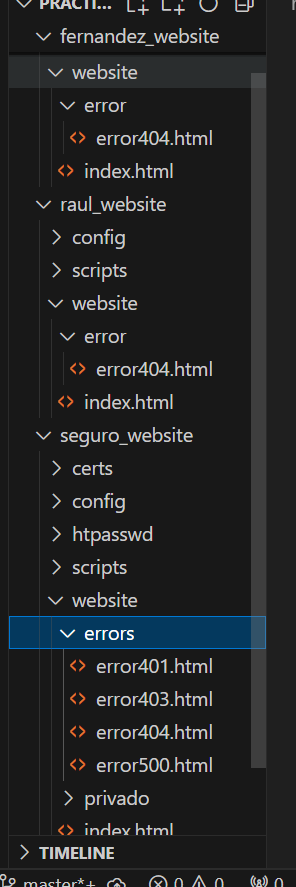 PRACTI...
fernandez_website
website
error
error404.html
index.html
raul_website
config
scripts
website
error
error404.html
index.html
seguro_website
certs
config
htpasswd
scripts
website
errors
error401.html
error403.html
error404.html
error500.html
privado
index.html
TIMELINE
master*+ 0 0 0